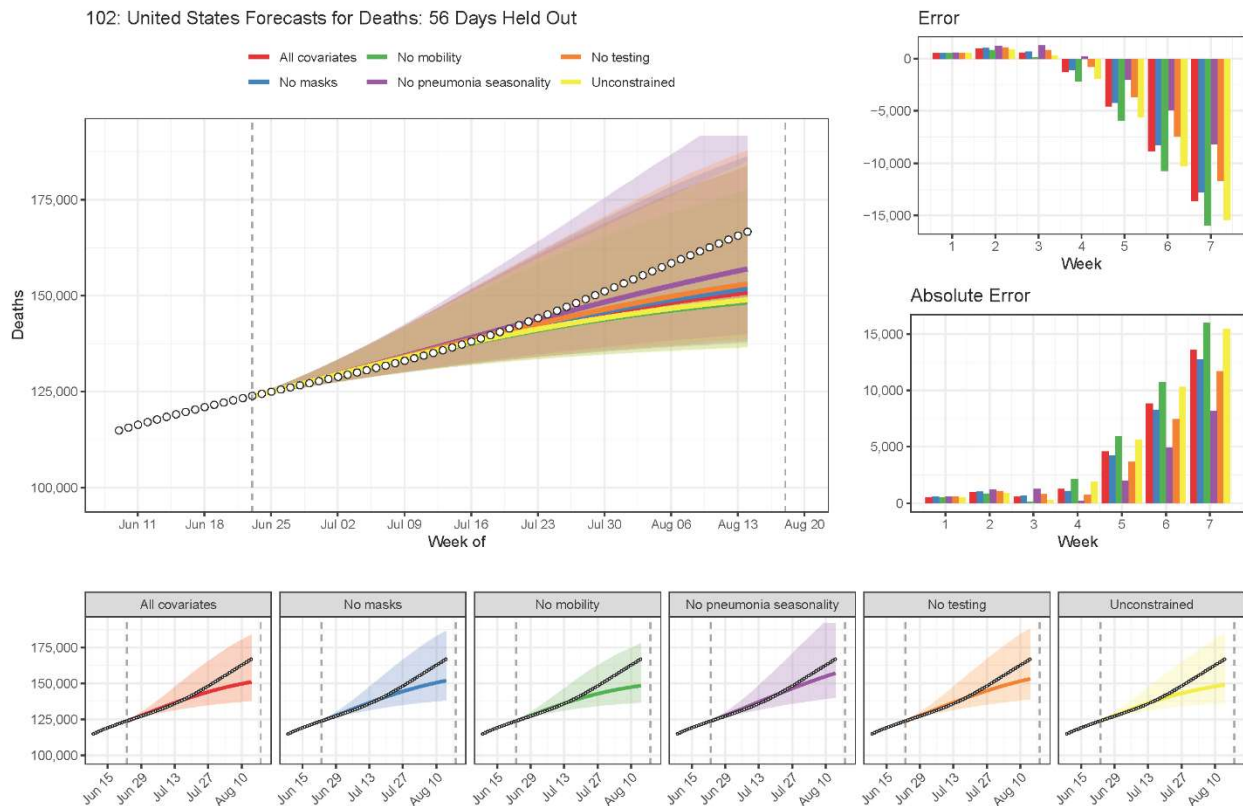 102: United States Forecasts for Deaths: 56 Days Held Out
All covariates No mobility No testing
No masks No pneumonia seasonality Unconstrained
Deaths
175,000
150,000
125,000
100,000
Jun 11 Jun 18 Jun 25 Jul 02 Jul 09 Jul 16 Jul 23 Jul 30 Aug 06 Aug 13 Aug 20
Week of
Error
0
−5,000
−10,000
−15,000
1 2 3 4 5 6 7
Week
Absolute Error
15,000
10,000
5,000
0
1 2 3 4 5 6 7
Week
All covariates No masks No mobility No pneumonia seasonality No testing Unconstrained
175,000
150,000
125,000
100,000
Jun 15 Jun 29 Jul 13 Jul 27 Aug 10 Jun 15 Jun 29 Jul 13 Jul 27 Aug 10 Jun 15 Jun 29 Jul 13 Jul 27 Aug 10 Jun 15 Jun 29 Jul 13 Jul 27 Aug 10 Jun 15 Jun 29 Jul 13 Jul 27 Aug 10 Jun 15 Jun 29 Jul 13 Jul 27 Aug 10